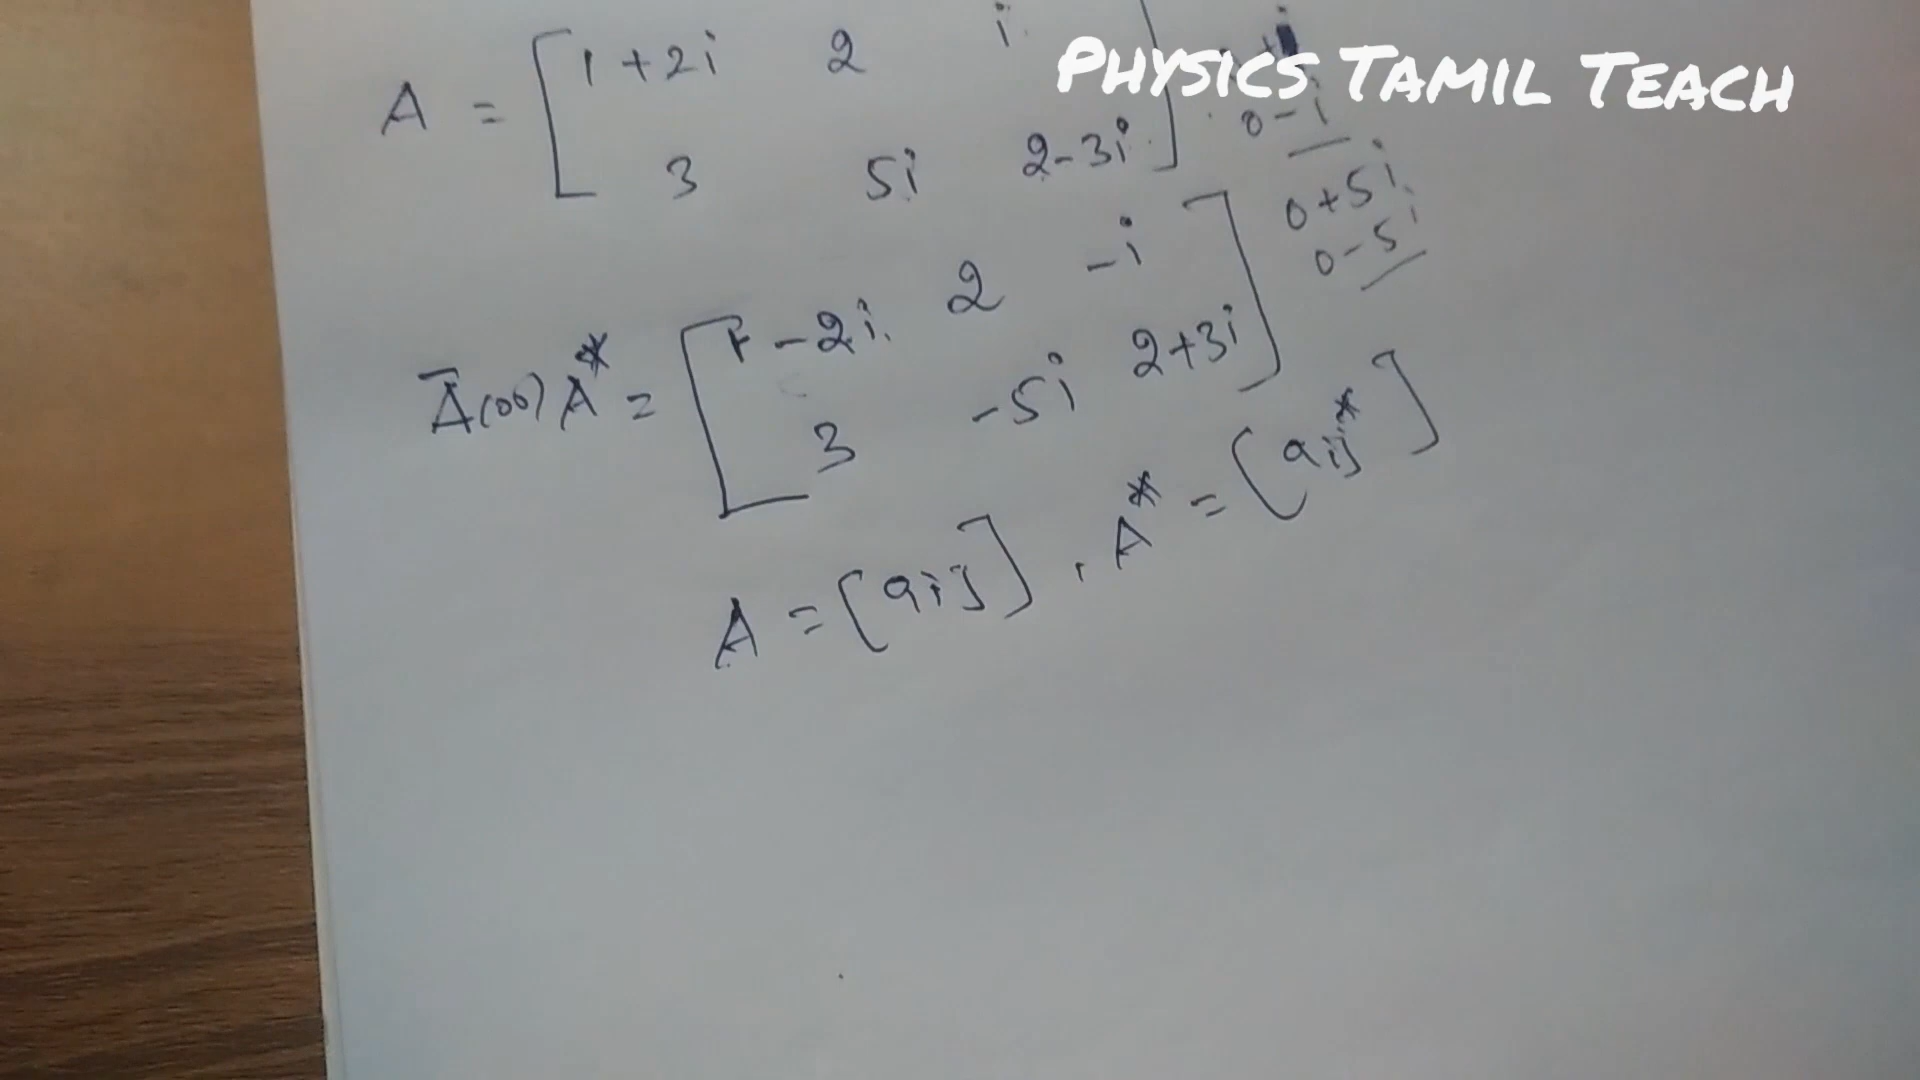 PHYSICS TAMIL TEACH
A = [ 1+2i 2 i
3 5i 2-3i ]
0-i
0+5i
0-5i
Ā (or) A* = [ 1-2i 2 -i
3 -5i 2+3i ]
A = [aij], A* = [aij*]